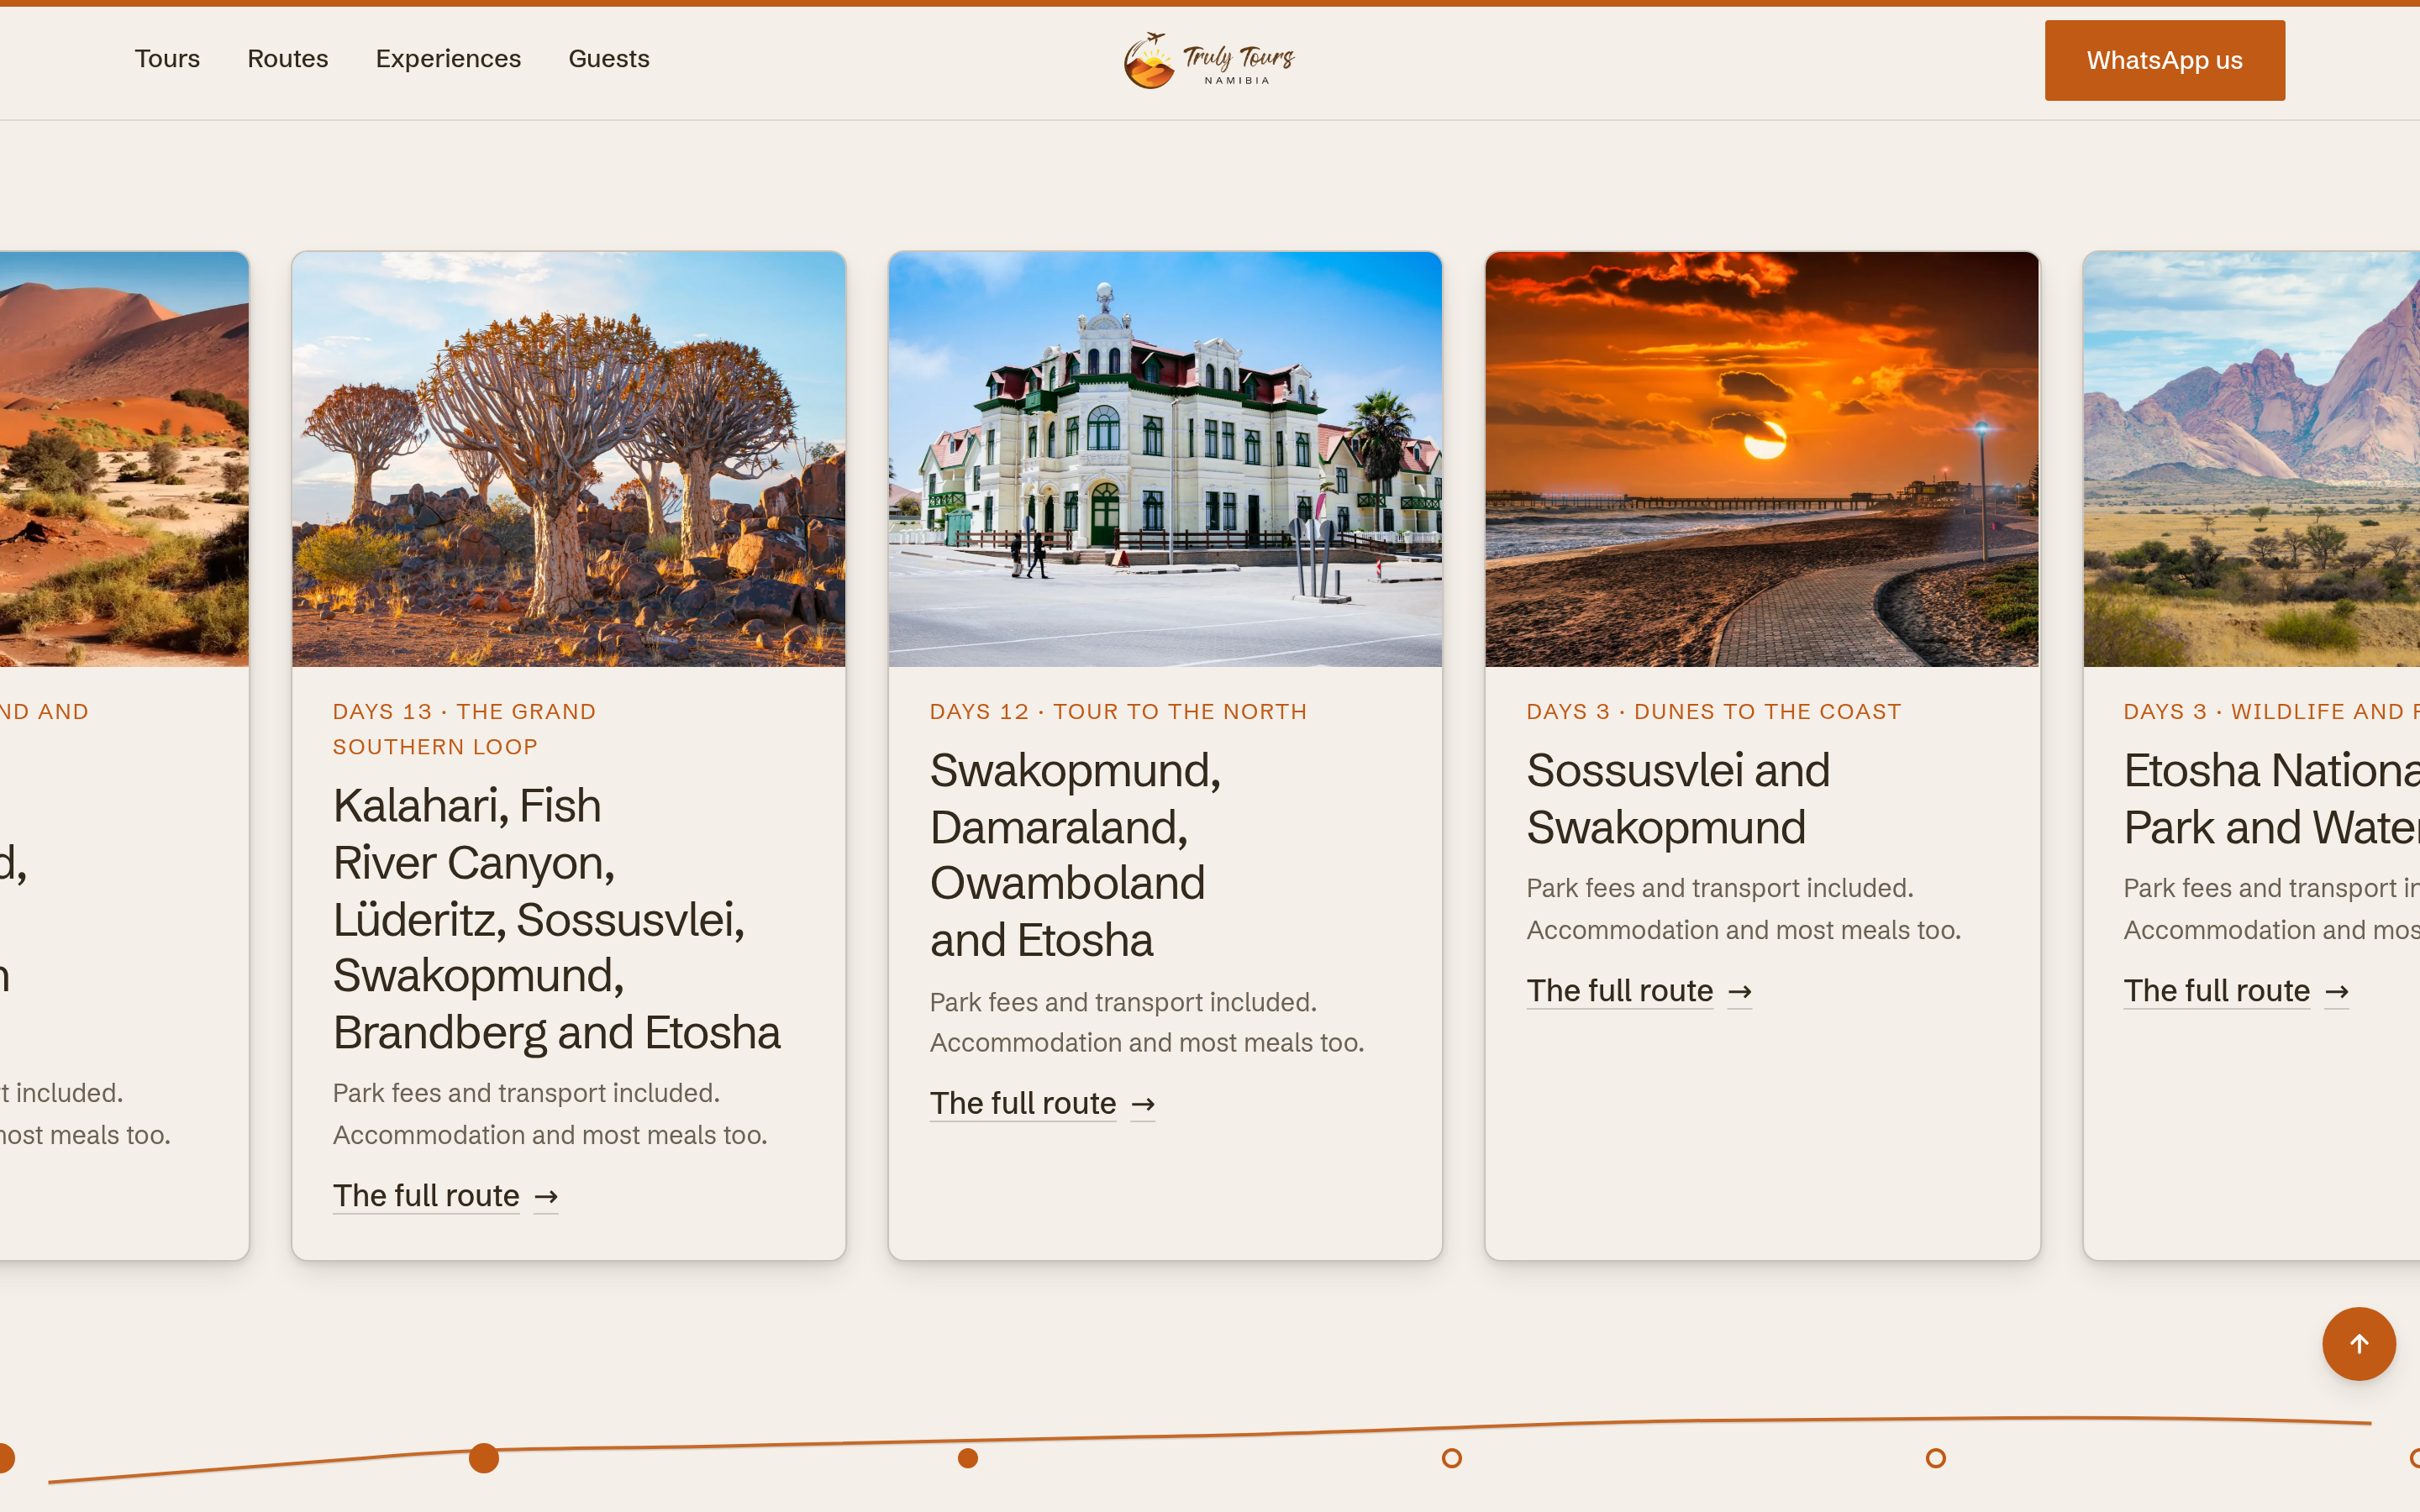 Tours Routes Experiences Guests
Truly Tours
NAMIBIA
WhatsApp us
ND AND
d,
n
t included.
nost meals too.
DAYS 13 · THE GRAND
SOUTHERN LOOP
Kalahari, Fish
River Canyon,
Lüderitz, Sossusvlei,
Swakopmund,
Brandberg and Etosha
Park fees and transport included.
Accommodation and most meals too.
The full route →
DAYS 12 · TOUR TO THE NORTH
Swakopmund,
Damaraland,
Owamboland
and Etosha
Park fees and transport included.
Accommodation and most meals too.
The full route →
DAYS 3 · DUNES TO THE COAST
Sossusvlei and
Swakopmund
Park fees and transport included.
Accommodation and most meals too.
The full route →
DAYS 3 · WILDLIFE AND
Etosha Nationa
Park and Water
Park fees and transport in
Accommodation and mos
The full route →